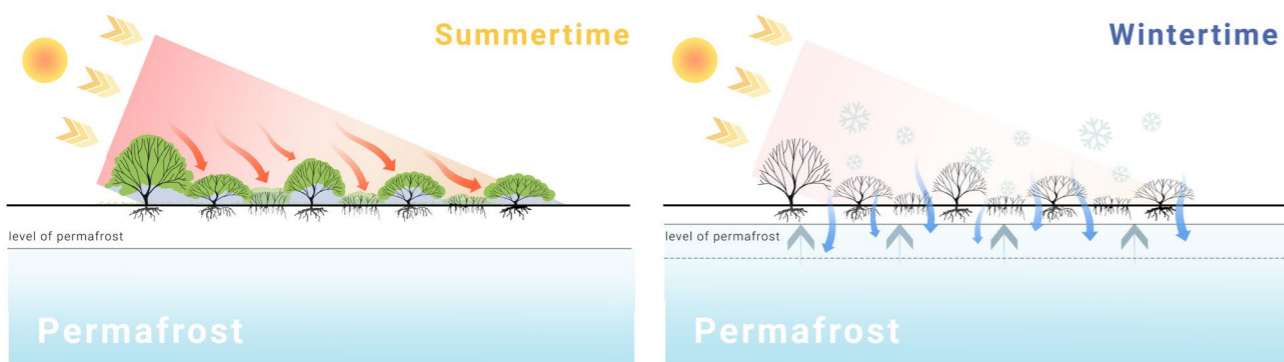 Summertime
level of permafrost
Permafrost
Wintertime
level of permafrost
Permafrost